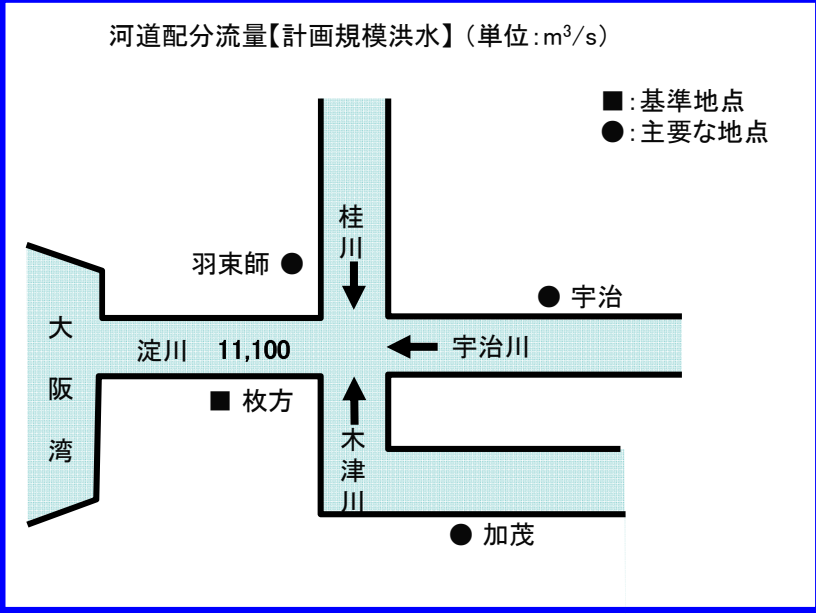 河道配分流量【計画規模洪水】（単位：m³/s）
■：基準地点
●：主要な地点
桂川
羽束師 ●
● 宇治
大阪湾
淀川 11,100
宇治川
■ 枚方
木津川
● 加茂